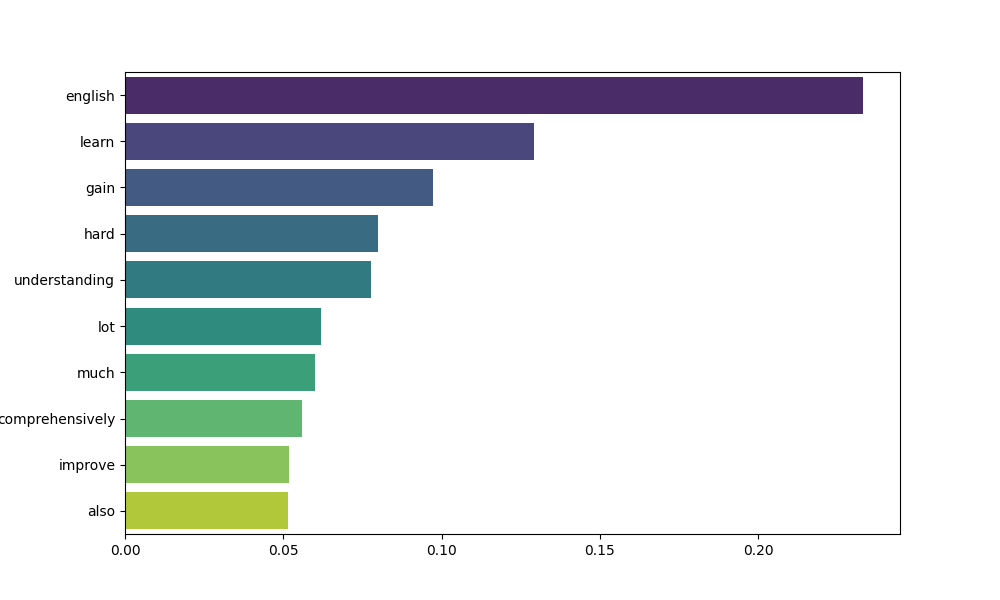 english
learn
gain
hard
understanding
lot
much
comprehensively
improve
also
0.00 0.05 0.10 0.15 0.20